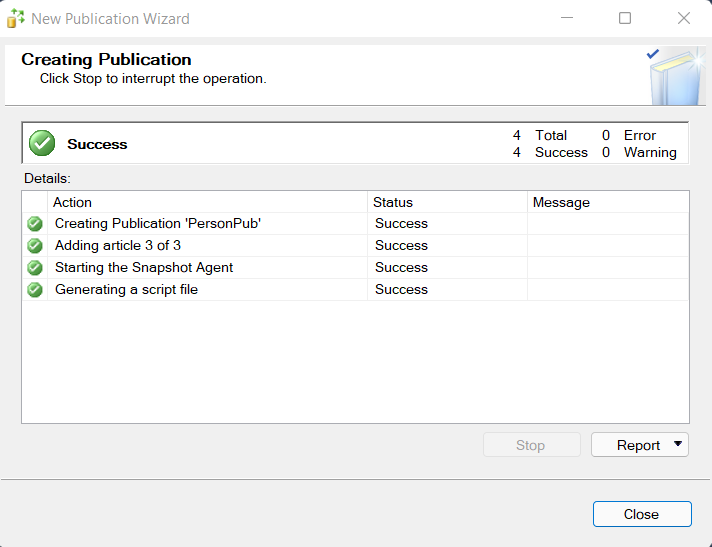 New Publication Wizard
Creating Publication
Click Stop to interrupt the operation.
Success
4 Total 0 Error
4 Success 0 Warning
Details:
Action Status Message
Creating Publication 'PersonPub' Success
Adding article 3 of 3 Success
Starting the Snapshot Agent Success
Generating a script file Success
Stop Report
Close